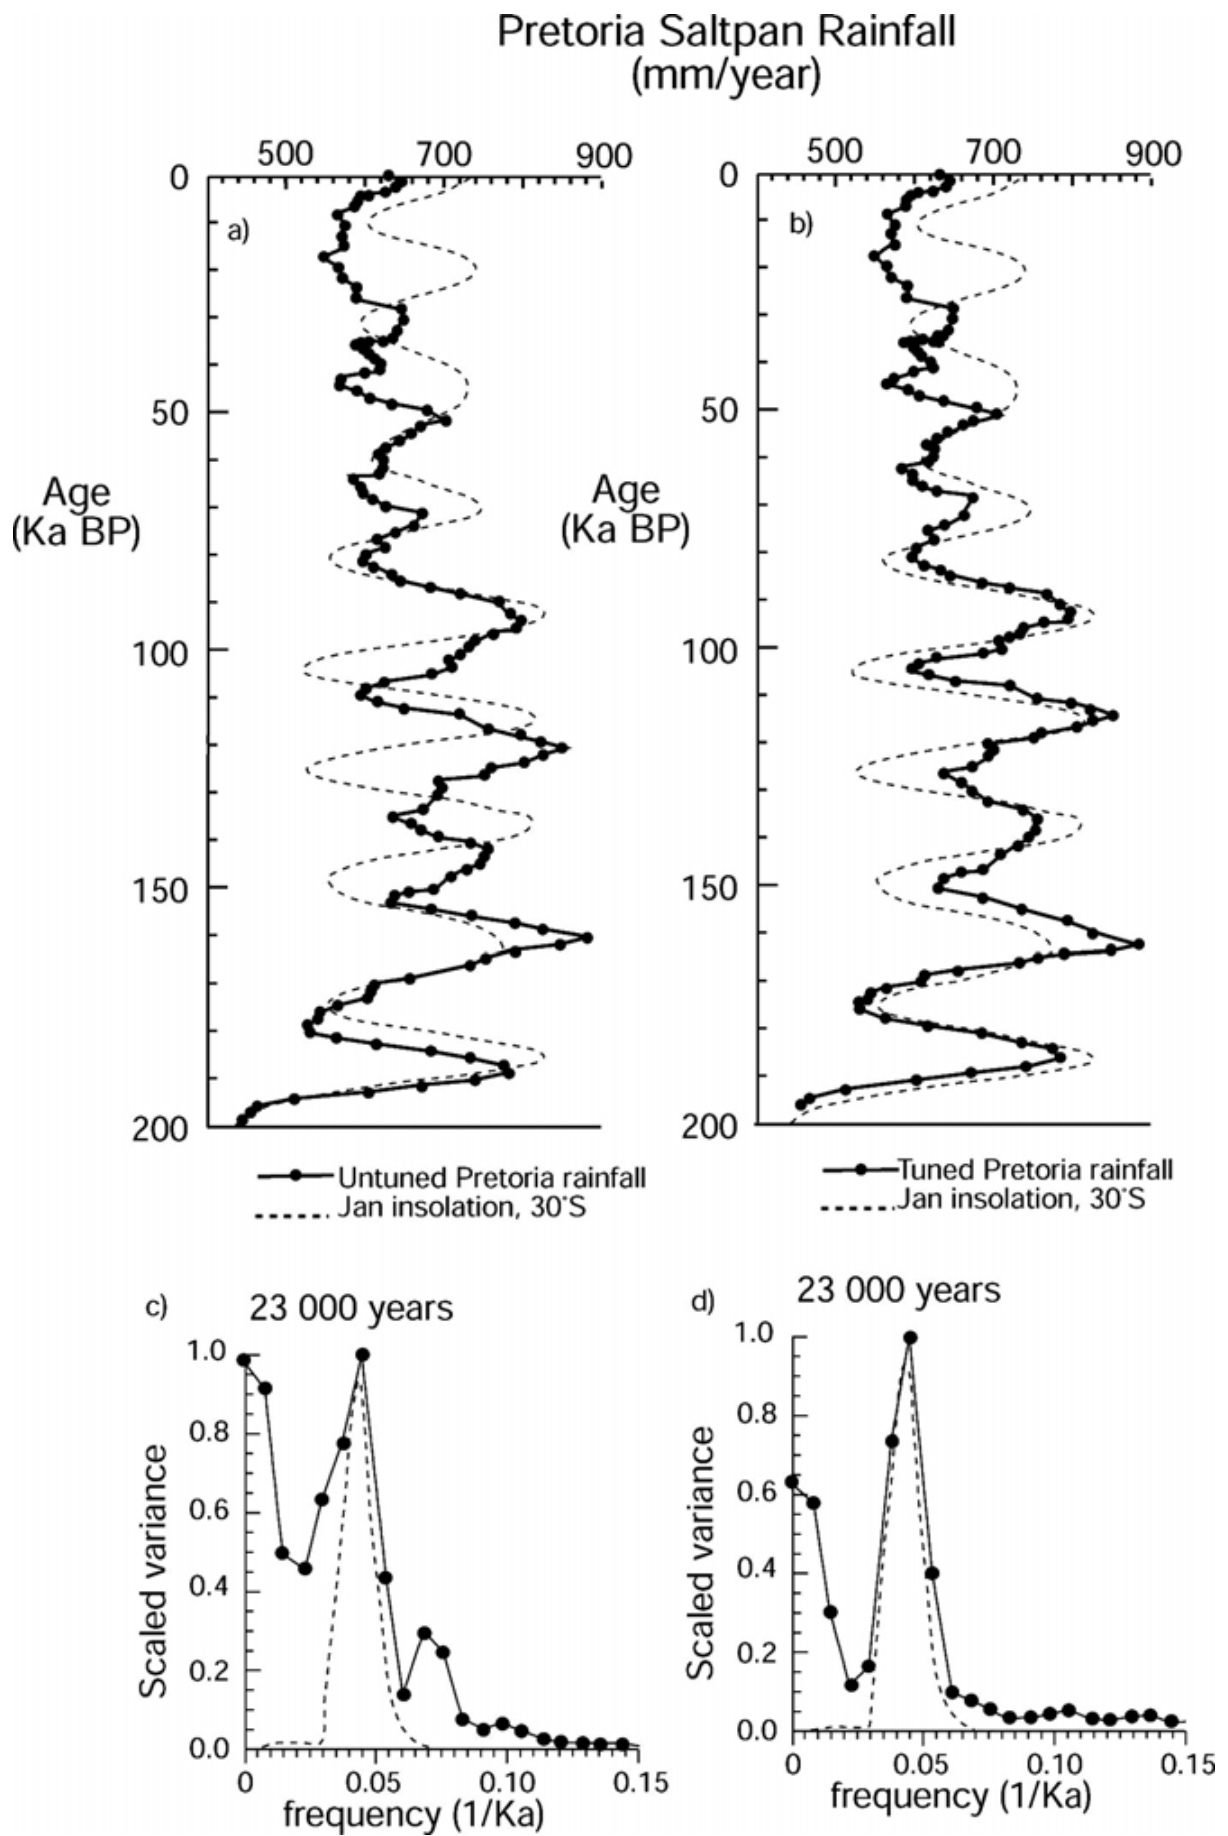 Pretoria Saltpan Rainfall
(mm/year)
500 700 900
0
a)
50
Age
(Ka BP)
100
150
200
Untuned Pretoria rainfall
Jan insolation, 30°S
500 700 900
0
b)
50
Age
(Ka BP)
100
150
200
Tuned Pretoria rainfall
Jan insolation, 30°S
c) 23 000 years
1.0
0.8
0.6
0.4
0.2
0.0
Scaled variance
0 0.05 0.10 0.15
frequency (1/Ka)
d) 23 000 years
1.0
0.8
0.6
0.4
0.2
0.0
Scaled variance
0 0.05 0.10 0.15
frequency (1/Ka)